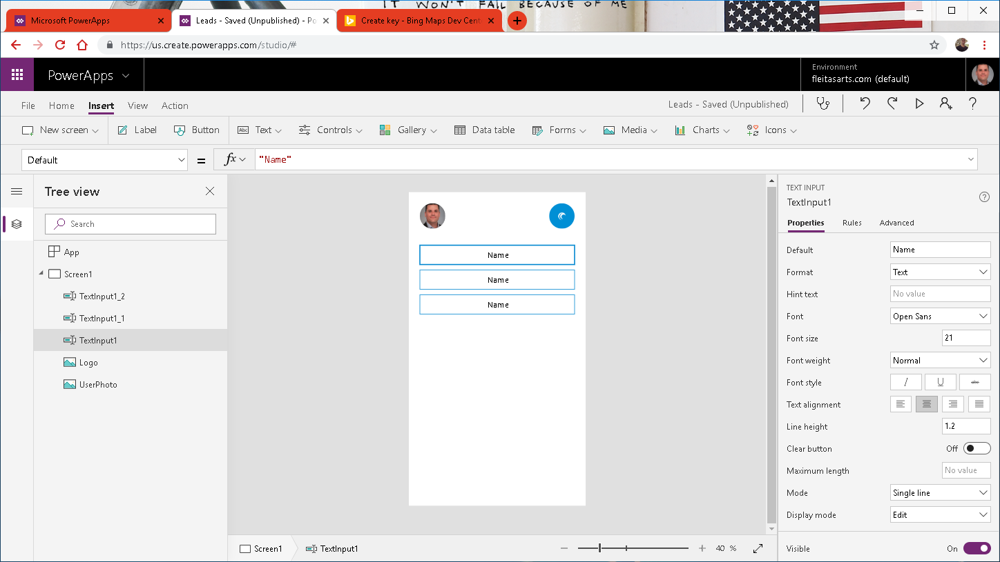 IT WON'T FAIL BECAUSE OF ME
Microsoft PowerApps
Leads - Saved (Unpublished) - Po
Create key - Bing Maps Dev Cent
https://us.create.powerapps.com/studio/#
PowerApps
Environment
fleitasarts.com (default)
File Home Insert View Action
Leads - Saved (Unpublished)
New screen Label Button Text Controls Gallery Data table Forms Media Charts Icons
Default = fx "Name"
Tree view
Search
App
Screen1
TextInput1_2
TextInput1_1
TextInput1
Logo
UserPhoto
Name
Name
Name
Screen1 TextInput1
40 %
TEXT INPUT
TextInput1
Properties Rules Advanced
Default Name
Format Text
Hint text No value
Font Open Sans
Font size 21
Font weight Normal
Font style / U abc
Text alignment
Line height 1.2
Clear button Off
Maximum length No value
Mode Single line
Display mode Edit
Visible On